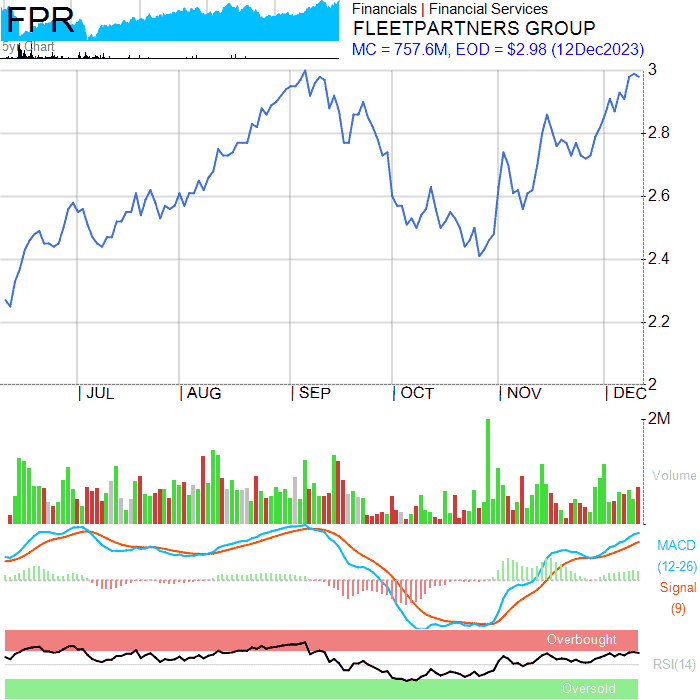 FPR
5y Chart
Financials | Financial Services
FLEETPARTNERS GROUP
MC = 757.6M, EOD = $2.98 (12Dec2023)
3
2.8
2.6
2.4
2.2
2
| JUL | AUG | SEP | OCT | NOV | DEC
2M
Volume
MACD
(12-26)
Signal
(9)
Overbought
RSI(14)
Oversold